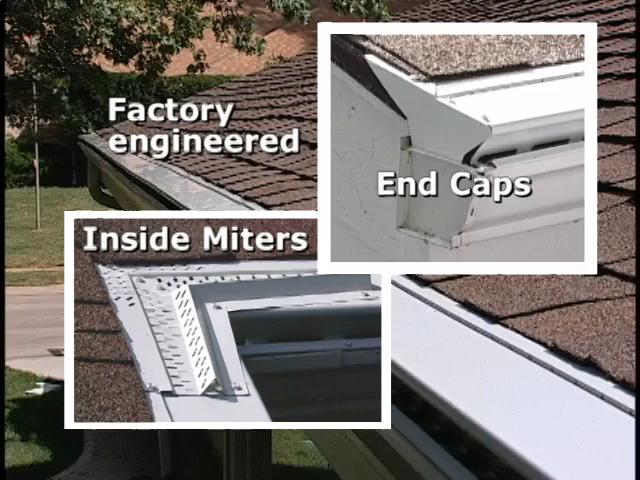 Factory
engineered
End Caps
Inside Miters